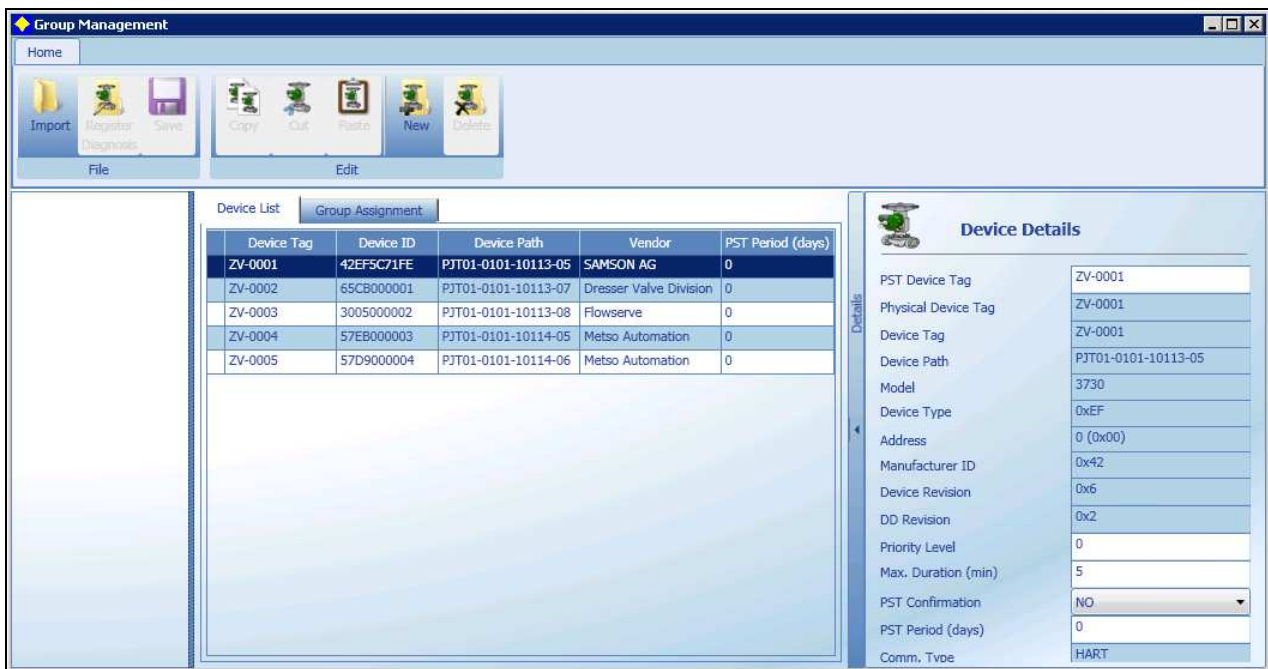 Group Management
Home
Import
Register Diagnosis
Save
Copy
Cut
Paste
New
Delete
File
Edit
Device List
Group Assignment
Device Tag Device ID Device Path Vendor PST Period (days)
ZV-0001 42EF5C71FE PJT01-0101-10113-05 SAMSON AG 0
ZV-0002 65CB000001 PJT01-0101-10113-07 Dresser Valve Division 0
ZV-0003 3005000002 PJT01-0101-10113-08 Flowserve 0
ZV-0004 57EB000003 PJT01-0101-10114-05 Metso Automation 0
ZV-0005 57D9000004 PJT01-0101-10114-06 Metso Automation 0
Details
Device Details
PST Device Tag ZV-0001
Physical Device Tag ZV-0001
Device Tag ZV-0001
Device Path PJT01-0101-10113-05
Model 3730
Device Type 0xEF
Address 0 (0x00)
Manufacturer ID 0x42
Device Revision 0x6
DD Revision 0x2
Priority Level 0
Max. Duration (min) 5
PST Confirmation NO
PST Period (days) 0
Comm. Type HART